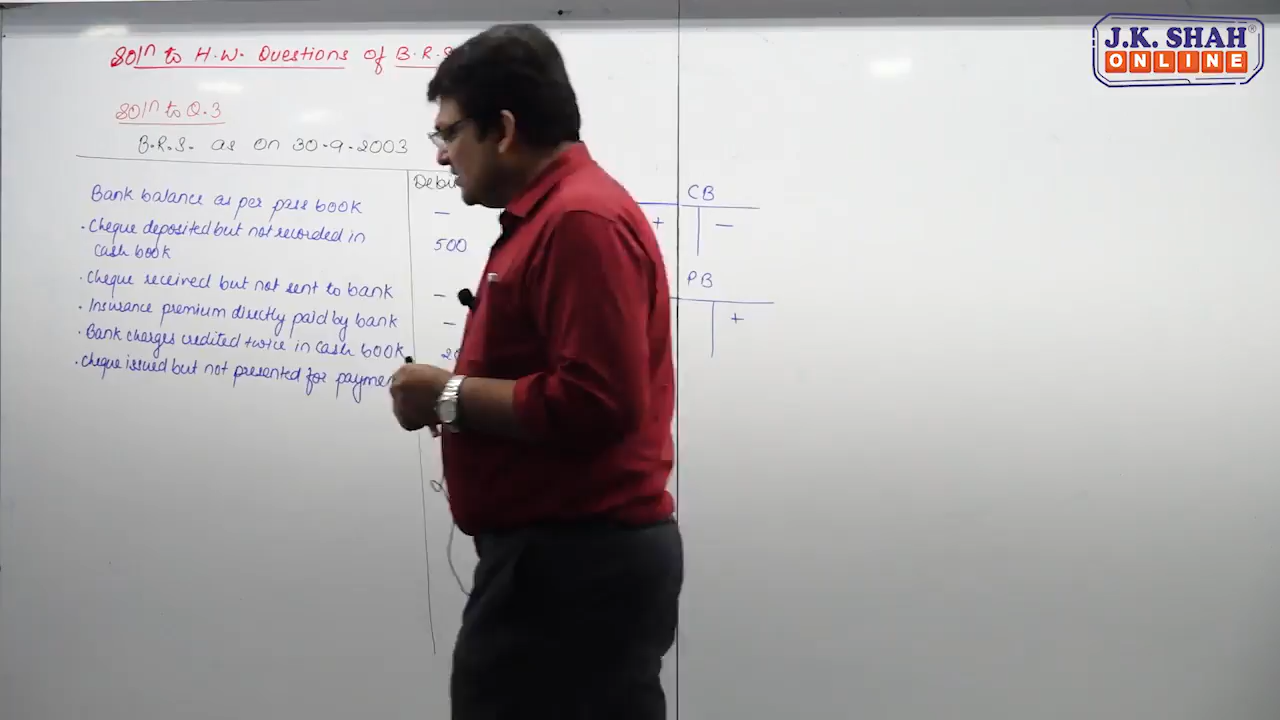 J.K. SHAH®
ONLINE
Soln to H.W. Questions of B.R.S
Soln to Q.3
B.R.S. as on 30-9-2003
Bank balance as per pass book
—
· Cheque deposited but not recorded in
cash book
500
· Cheque received but not sent to bank
—
· Insurance premium directly paid by bank
—
· Bank charges credited twice in cash book
· Cheque issued but not presented for
CB
+ —
PB
+